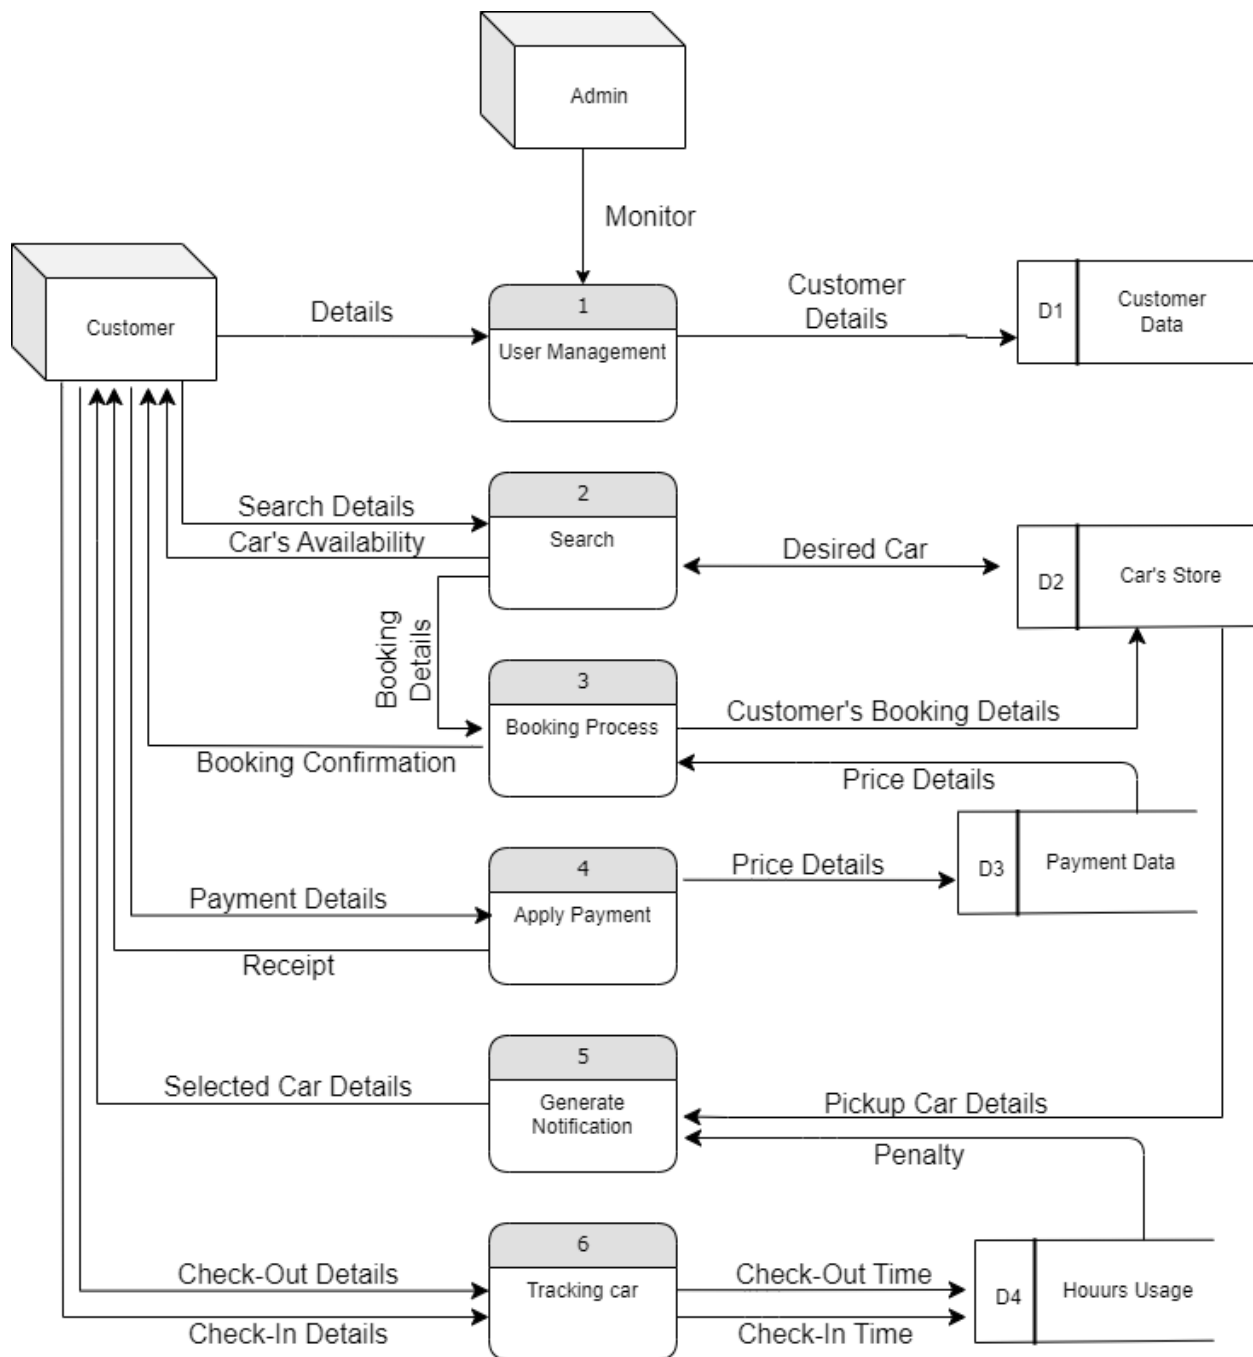 Admin
Monitor
Customer
Details
1
User Management
Customer
Details
D1
Customer
Data
Search Details
Car's Availability
2
Search
Desired Car
D2
Car's Store
Booking
Details
3
Booking Process
Customer's Booking Details
Booking Confirmation
Price Details
4
Apply Payment
Payment Details
Receipt
Price Details
D3
Payment Data
5
Generate
Notification
Selected Car Details
Pickup Car Details
Penalty
6
Tracking car
Check-Out Details
Check-In Details
Check-Out Time
Check-In Time
D4
Houurs Usage